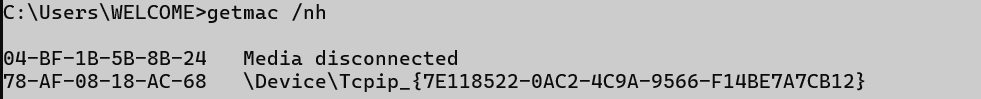 C:\Users\WELCOME>getmac /nh
04-BF-1B-5B-8B-24   Media disconnected
78-AF-08-18-AC-68   \Device\Tcpip_{7E118522-0AC2-4C9A-9566-F14BE7A7CB12}